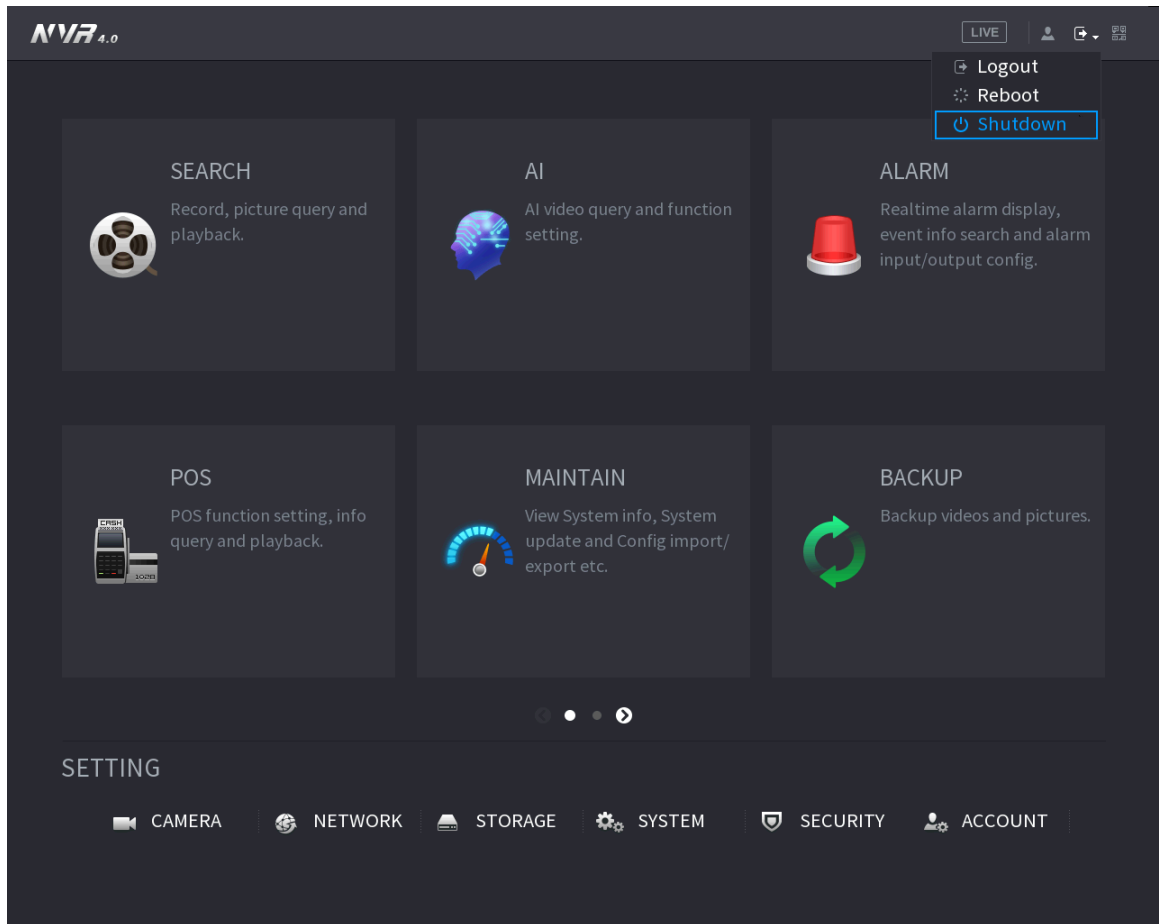 NVR 4.0
LIVE
Logout
Reboot
Shutdown
SEARCH
Record, picture query and
playback.
AI
AI video query and function
setting.
ALARM
Realtime alarm display,
event info search and alarm
input/output config.
POS
CASH
POS function setting, info
query and playback.
MAINTAIN
View System info, System
update and Config import/
export etc.
BACKUP
Backup videos and pictures.
SETTING
CAMERA
NETWORK
STORAGE
SYSTEM
SECURITY
ACCOUNT